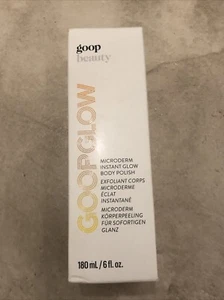 goop
beauty
GOOPGLOW
MICRODERM
INSTANT GLOW
BODY POLISH
EXFOLIANT CORPS
MICRODERME
ÉCLAT
INSTANTANÉ
MICRODERM
KÖRPERPEELING
FÜR SOFORTIGEN
GLANZ
180 mL / 6 fl. oz.